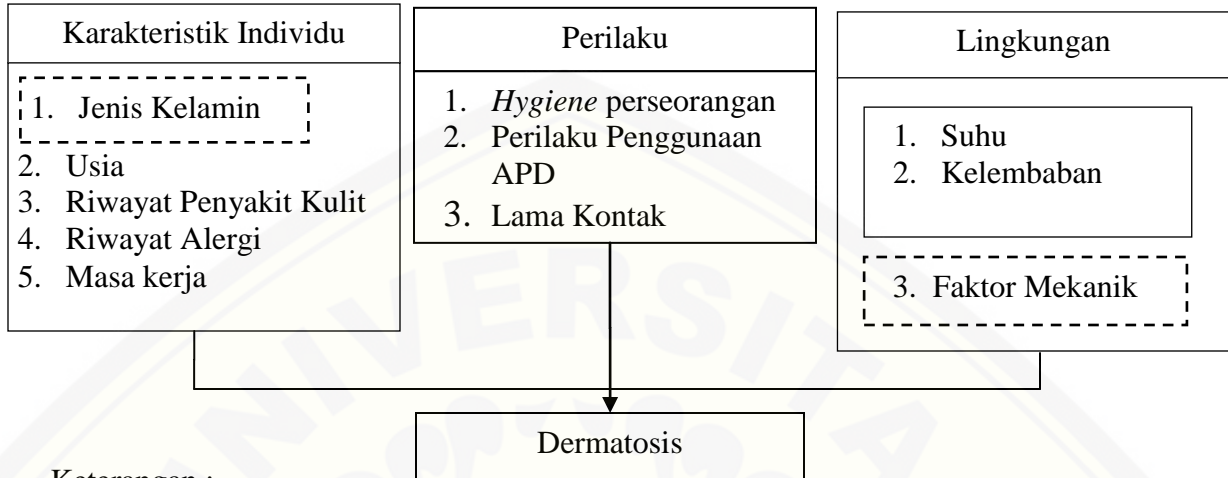 Karakteristik Individu
1. Jenis Kelamin
2. Usia
3. Riwayat Penyakit Kulit
4. Riwayat Alergi
5. Masa kerja
Perilaku
1. Hygiene perseorangan
2. Perilaku Penggunaan
APD
3. Lama Kontak
Lingkungan
1. Suhu
2. Kelembaban
3. Faktor Mekanik
Dermatosis
Keterangan :
UNIVERSITA